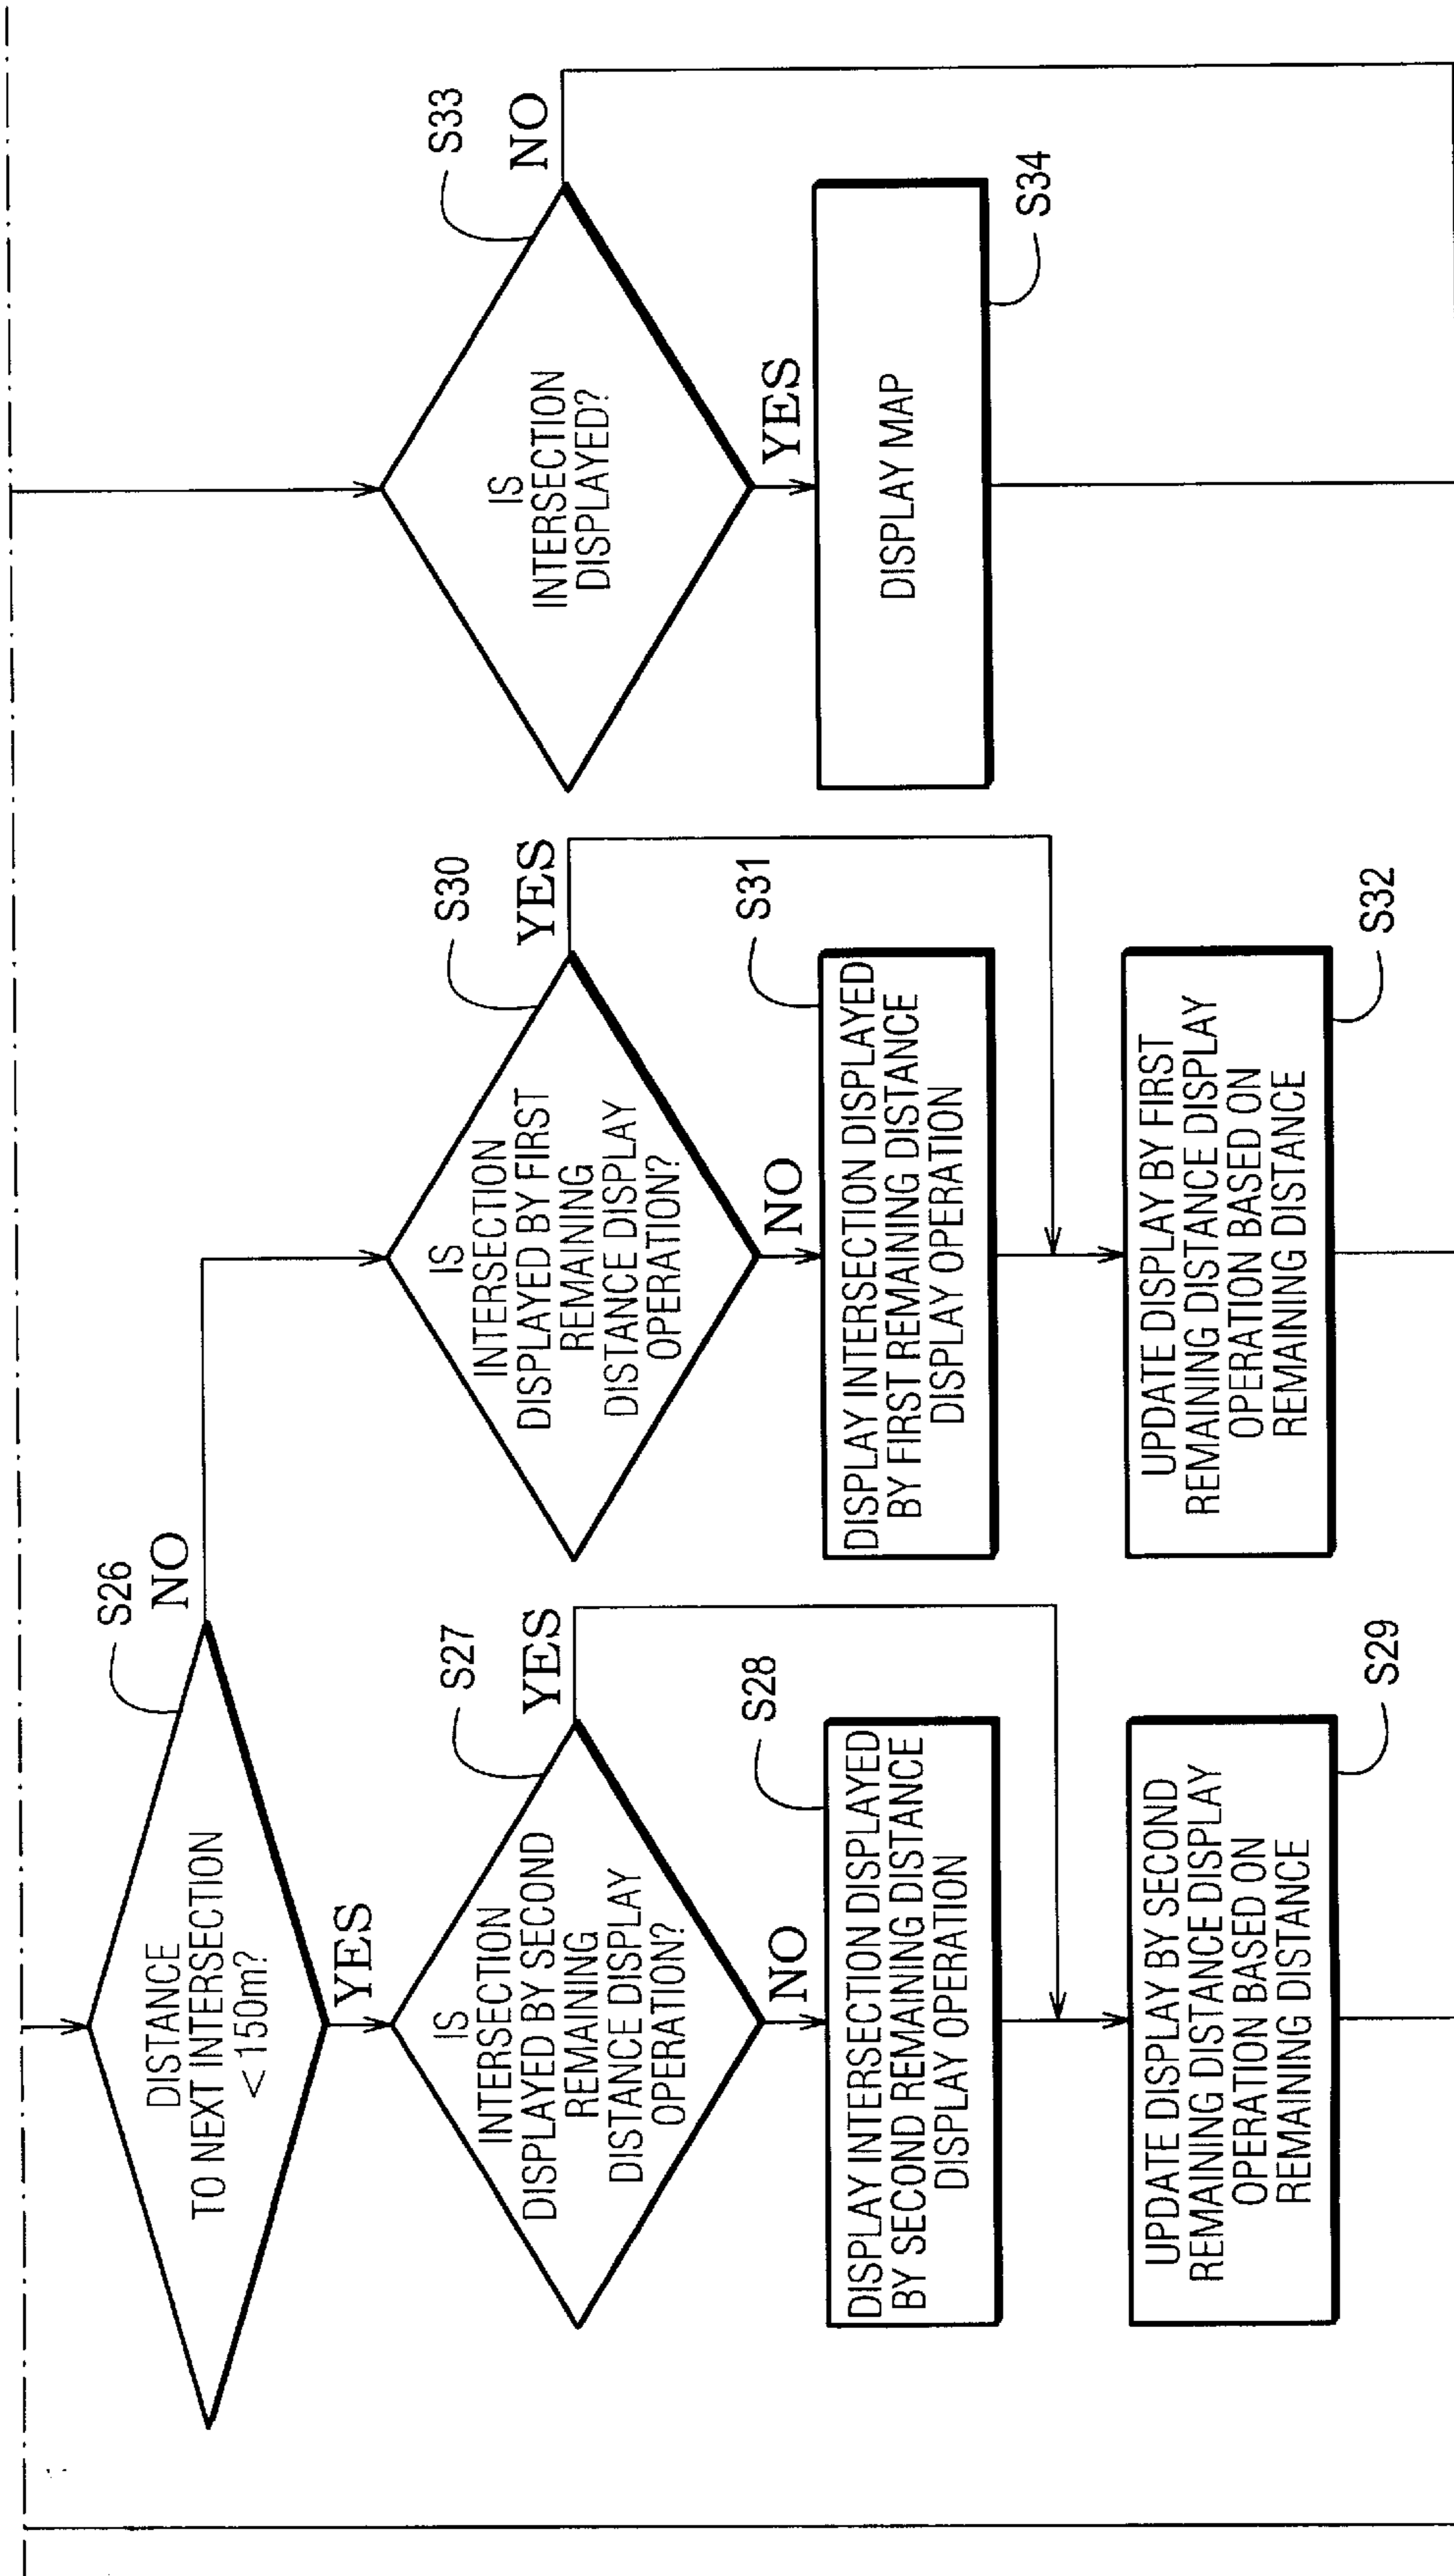 S26
DISTANCE
TO NEXT INTERSECTION
< 150m?
NO
YES
S27
IS
INTERSECTION
DISPLAYED BY SECOND
REMAINING
DISTANCE DISPLAY
OPERATION?
YES
NO
S28
DISPLAY INTERSECTION DISPLAYED
BY SECOND REMAINING DISTANCE
DISPLAY OPERATION
UPDATE DISPLAY BY SECOND
REMAINING DISTANCE DISPLAY
OPERATION BASED ON
REMAINING DISTANCE
S29
S30
IS
INTERSECTION
DISPLAYED BY FIRST
REMAINING
DISTANCE DISPLAY
OPERATION?
YES
NO
S31
DISPLAY INTERSECTION DISPLAYED
BY FIRST REMAINING DISTANCE
DISPLAY OPERATION
UPDATE DISPLAY BY FIRST
REMAINING DISTANCE DISPLAY
OPERATION BASED ON
REMAINING DISTANCE
S32
S33
IS
INTERSECTION
DISPLAYED?
NO
YES
DISPLAY MAP
S34